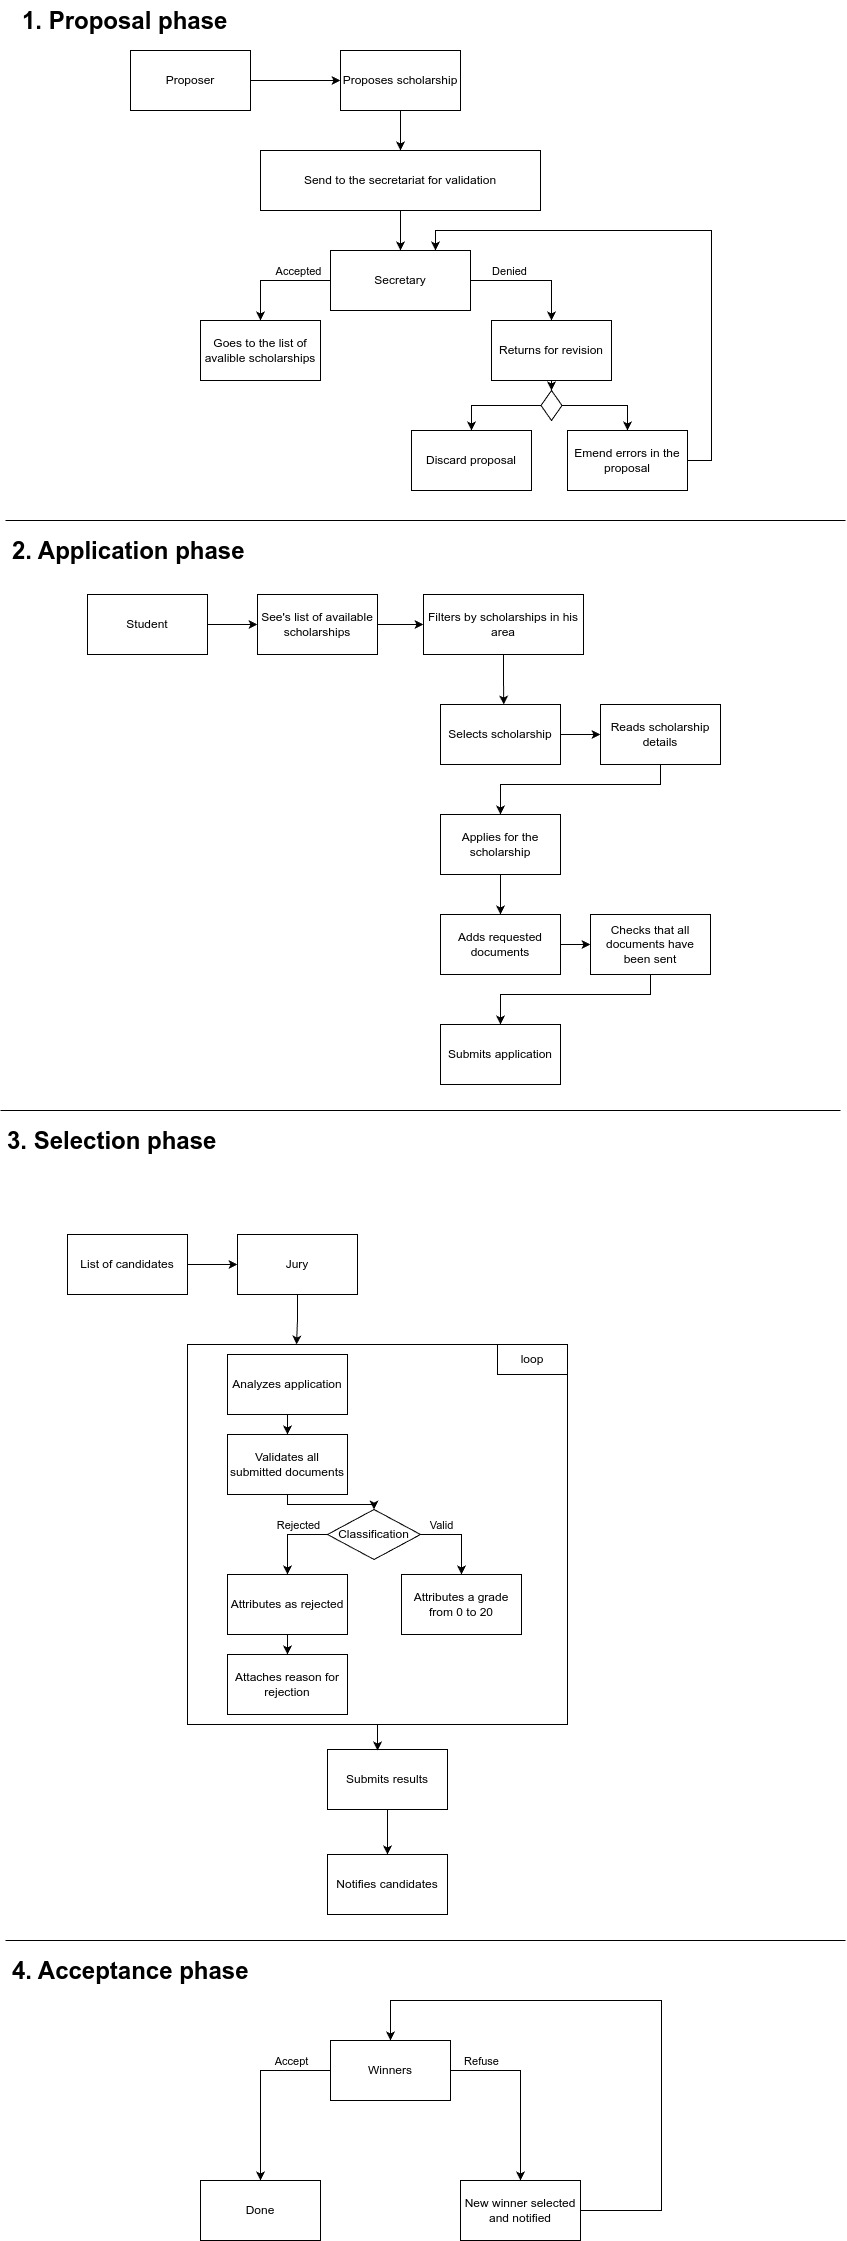 1. Proposal phase
Proposer
Proposes scholarship
Send to the secretariat for validation
Accepted
Secretary
Denied
Goes to the list of
avalible scholarships
Returns for revision
Discard proposal
Emend errors in the
proposal
2. Application phase
Student
See's list of available
scholarships
Filters by scholarships in his
area
Selects scholarship
Reads scholarship
details
Applies for the
scholarship
Adds requested
documents
Checks that all
documents have
been sent
Submits application
3. Selection phase
List of candidates
Jury
loop
Analyzes application
Validates all
submitted documents
Rejected
Classification
Valid
Attributes as rejected
Attributes a grade
from 0 to 20
Attaches reason for
rejection
Submits results
Notifies candidates
4. Acceptance phase
Accept
Winners
Refuse
Done
New winner selected
and notified